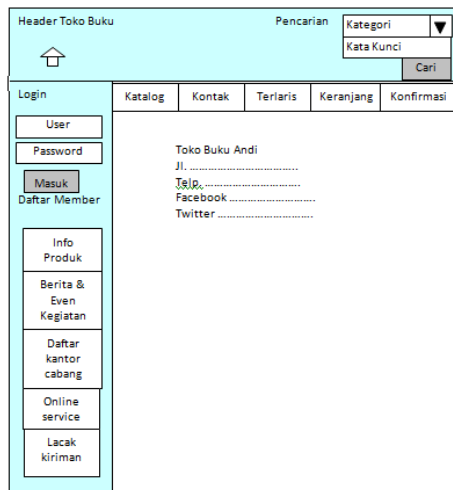 Header Toko Buku
Pencarian
Kategori
Kata Kunci
Cari
Login
User
Password
Masuk
Daftar Member
Info
Produk
Berita &
Even
Kegiatan
Daftar
kantor
cabang
Online
service
Lacak
kiriman
Katalog
Kontak
Terlaris
Keranjang
Konfirmasi
Toko Buku Andi
Jl. ..................................
Telp. ..............................
Facebook ...........................
Twitter ..............................